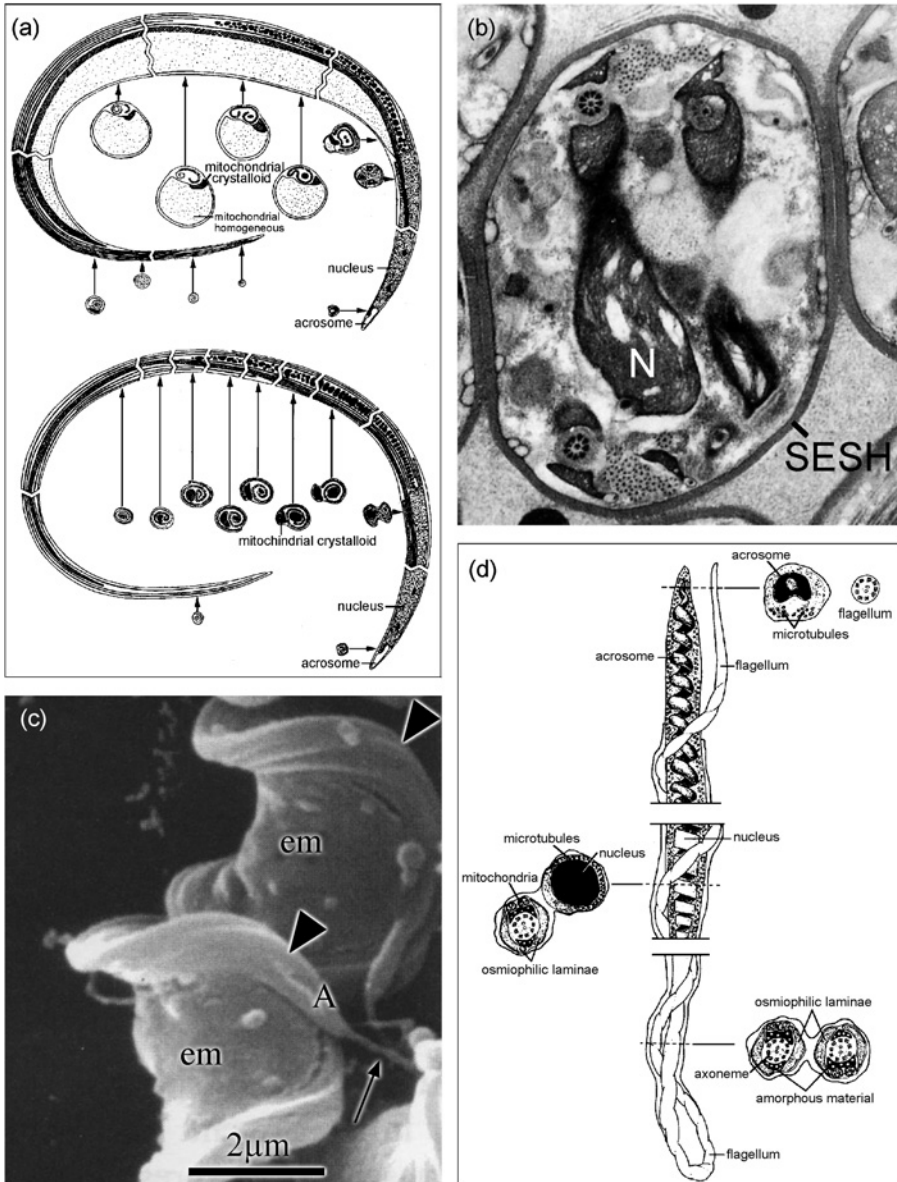 (a)
mitochondrial
crystalloid
mitochondrial
homogeneous
nucleus
acrosome
mitochindrial crystalloid
nucleus
acrosome
(b)
N
SESH
(c)
em
A
em
2μm
(d)
acrosome
flagellum
microtubules
acrosome
flagellum
nucleus
microtubules
nucleus
mitochondria
osmiophilic laminae
osmiophilic laminae
axoneme
amorphous material
flagellum